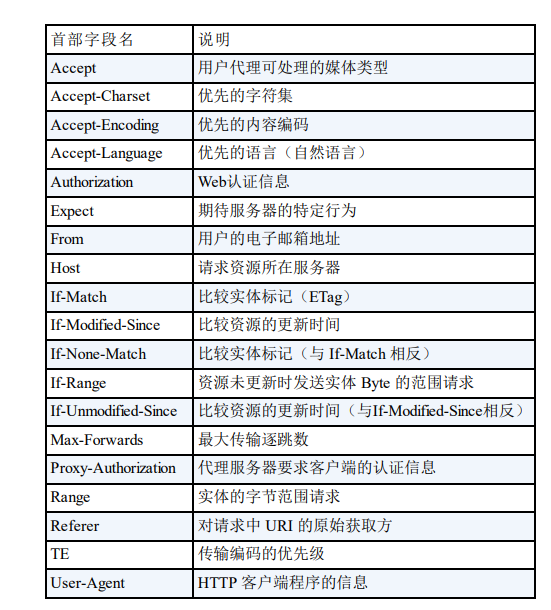 首部字段名 说明
Accept 用户代理可处理的媒体类型
Accept-Charset 优先的字符集
Accept-Encoding 优先的内容编码
Accept-Language 优先的语言（自然语言）
Authorization Web认证信息
Expect 期待服务器的特定行为
From 用户的电子邮箱地址
Host 请求资源所在服务器
If-Match 比较实体标记（ETag）
If-Modified-Since 比较资源的更新时间
If-None-Match 比较实体标记（与 If-Match 相反）
If-Range 资源未更新时发送实体 Byte 的范围请求
If-Unmodified-Since 比较资源的更新时间（与If-Modified-Since相反）
Max-Forwards 最大传输逐跳数
Proxy-Authorization 代理服务器要求客户端的认证信息
Range 实体的字节范围请求
Referer 对请求中 URI 的原始获取方
TE 传输编码的优先级
User-Agent HTTP 客户端程序的信息